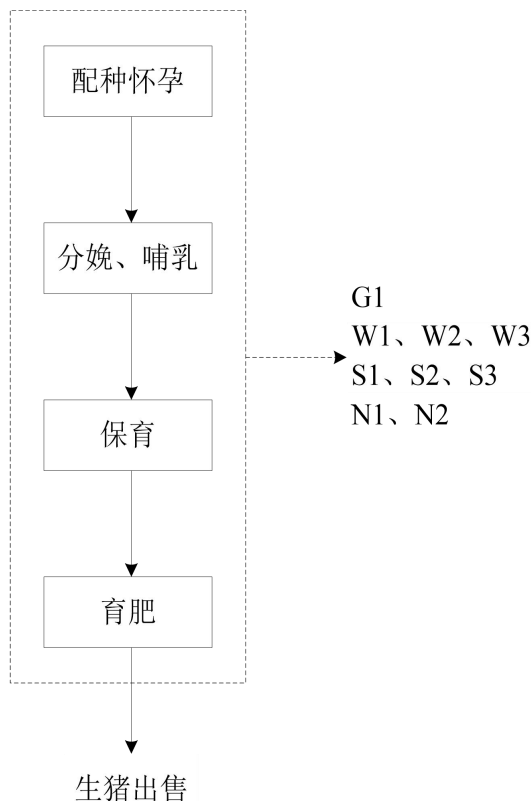 配种怀孕
分娩、哺乳
保育
育肥
生猪出售
G1
W1、W2、W3
S1、S2、S3
N1、N2